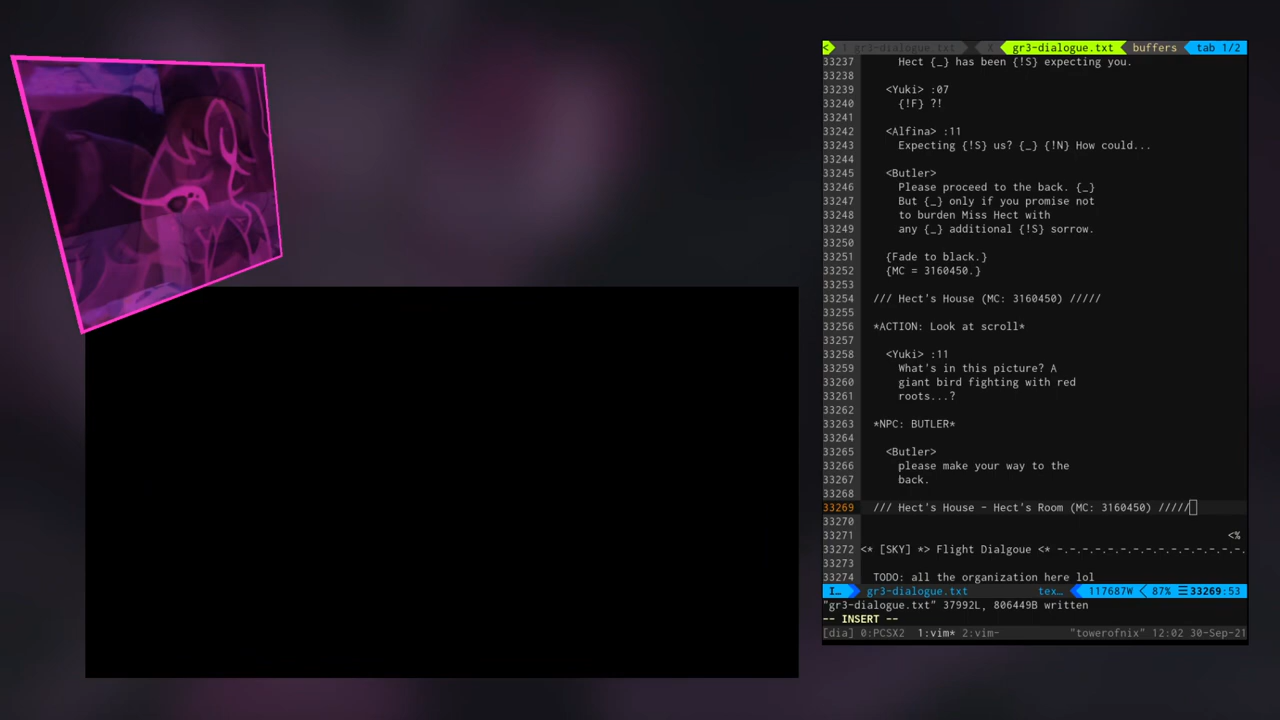 < 1 gr3-dialogue.txt gr3-dialogue.txt buffers tab 1/2
33237 Hect {_} has been {!S} expecting you.
33238
33239 <Yuki> :07
33240 {!F} ?!
33241
33242 <Alfina> :11
33243 Expecting {!S} us? {_} {!N} How could...
33244
33245 <Butler>
33246 Please proceed to the back. {_}
33247 But {_} only if you promise not
33248 to burden Miss Hect with
33249 any {_} additional {!S} sorrow.
33250
33251 {Fade to black.}
33252 {MC = 3160450.}
33253
33254 /// Hect's House (MC: 3160450) /////
33255
33256 *ACTION: Look at scroll*
33257
33258 <Yuki> :11
33259 What's in this picture? A
33260 giant bird fighting with red
33261 roots...?
33262
33263 *NPC: BUTLER*
33264
33265 <Butler>
33266 please make your way to the
33267 back.
33268
33269 /// Hect's House - Hect's Room (MC: 3160450) /////
33270
33271 <%
33272 <* [SKY] *> Flight Dialgoue <* -.-.-.-.-.-.-.-.-.-.-.-.-.-.-.
33273
33274 TODO: all the organization here lol
I… gr3-dialogue.txt tex… 117687W 87% ☰33269:53
"gr3-dialogue.txt" 37992L, 806449B written
-- INSERT --
[dia] 0:PCSX2 1:vim* 2:vim- "towerofnix" 12:02 30-Sep-21